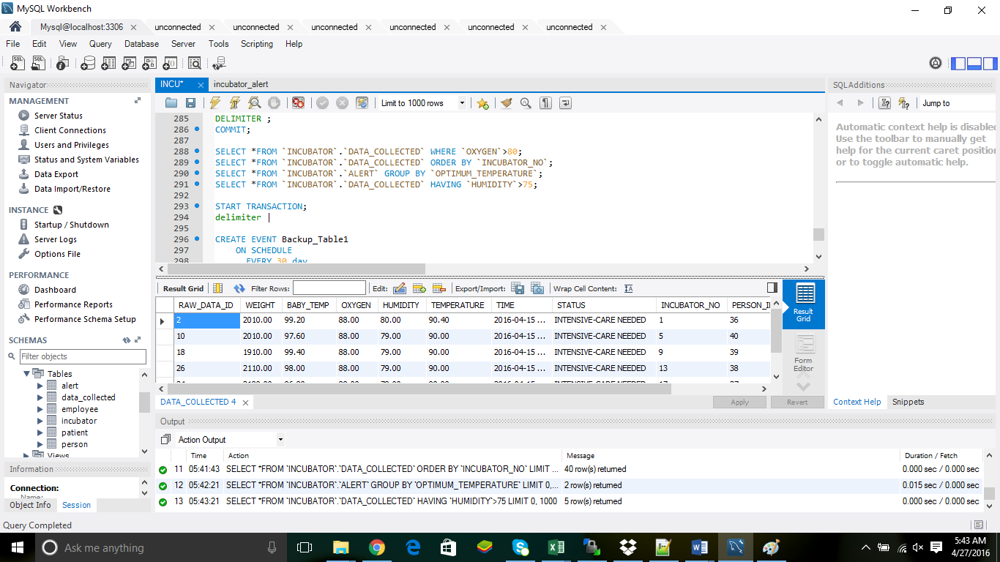 MySQL Workbench
Mysql@localhost:3306 unconnected unconnected unconnected unconnected unconnected unconnected
File Edit View Query Database Server Tools Scripting Help
Navigator
MANAGEMENT
Server Status
Client Connections
Users and Privileges
Status and System Variables
Data Export
Data Import/Restore
INSTANCE
Startup / Shutdown
Server Logs
Options File
PERFORMANCE
Dashboard
Performance Reports
Performance Schema Setup
SCHEMAS
Filter objects
Tables
alert
data_collected
employee
incubator
patient
person
Views
Information
Connection:
Name:
Object Info Session
Query Completed
INCU* incubator_alert
Limit to 1000 rows
285 DELIMITER ;
286 COMMIT;
287
288 SELECT *FROM `INCUBATOR`.`DATA_COLLECTED` WHERE `OXYGEN`>80;
289 SELECT *FROM `INCUBATOR`.`DATA_COLLECTED` ORDER BY `INCUBATOR_NO`;
290 SELECT *FROM `INCUBATOR`.`ALERT` GROUP BY `OPTIMUM_TEMPERATURE`;
291 SELECT *FROM `INCUBATOR`.`DATA_COLLECTED` HAVING `HUMIDITY`>75;
292
293 START TRANSACTION;
294 delimiter |
295
296 CREATE EVENT Backup_Table1
297 ON SCHEDULE
298 EVERY 30 day
Result Grid Filter Rows: Edit: Export/Import: Wrap Cell Content:
RAW_DATA_ID WEIGHT BABY_TEMP OXYGEN HUMIDITY TEMPERATURE TIME STATUS INCUBATOR_NO PERSON_I
2 2010.00 99.20 88.00 80.00 90.40 2016-04-15 ... INTENSIVE-CARE NEEDED 1 36
10 2010.00 97.60 88.00 79.00 90.00 2016-04-15 ... INTENSIVE-CARE NEEDED 5 40
18 1910.00 99.40 88.00 79.00 90.00 2016-04-15 ... INTENSIVE-CARE NEEDED 9 39
26 2110.00 98.00 88.00 79.00 90.00 2016-04-15 ... INTENSIVE-CARE NEEDED 13 38
Result
Grid
Form
Editor
DATA_COLLECTED 4 Apply Revert
SQLAdditions
Jump to
Automatic context help is disabled
Use the toolbar to manually get
help for the current caret position
or to toggle automatic help.
Context Help Snippets
Output
Action Output
Time Action Message Duration / Fetch
11 05:41:43 SELECT *FROM `INCUBATOR`.`DATA_COLLECTED` ORDER BY `INCUBATOR_NO` LIMIT ... 40 row(s) returned 0.000 sec / 0.000 sec
12 05:42:21 SELECT *FROM `INCUBATOR`.`ALERT` GROUP BY `OPTIMUM_TEMPERATURE` LIMIT 0,... 2 row(s) returned 0.015 sec / 0.000 sec
13 05:43:21 SELECT *FROM `INCUBATOR`.`DATA_COLLECTED` HAVING `HUMIDITY`>75 LIMIT 0, 1000 5 row(s) returned 0.000 sec / 0.000 sec
Ask me anything
5:43 AM
4/27/2016